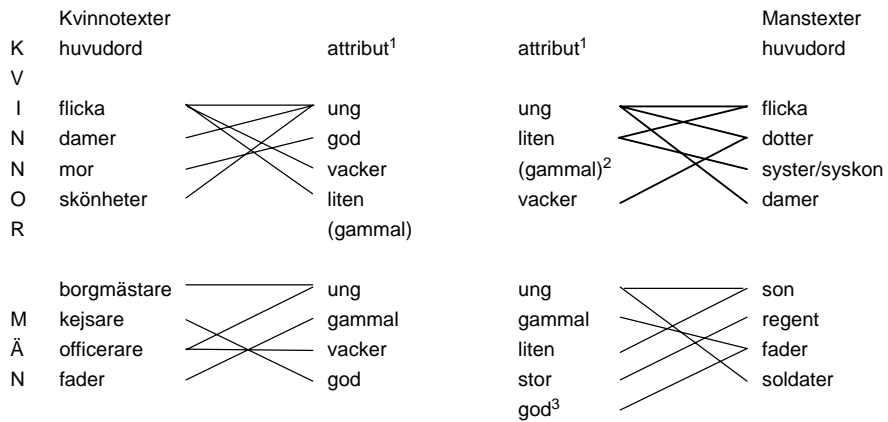 Kvinnotexter Manstexter
K huvudord attribut¹ attribut¹ huvudord
V
I flicka ung ung flicka
N damer god liten dotter
N mor vacker (gammal)² syster/syskon
O skönheter liten vacker damer
R (gammal)
borgmästare ung ung son
M kejsare gammal gammal regent
Ä officerare vacker liten fader
N fader god stor soldater
god³